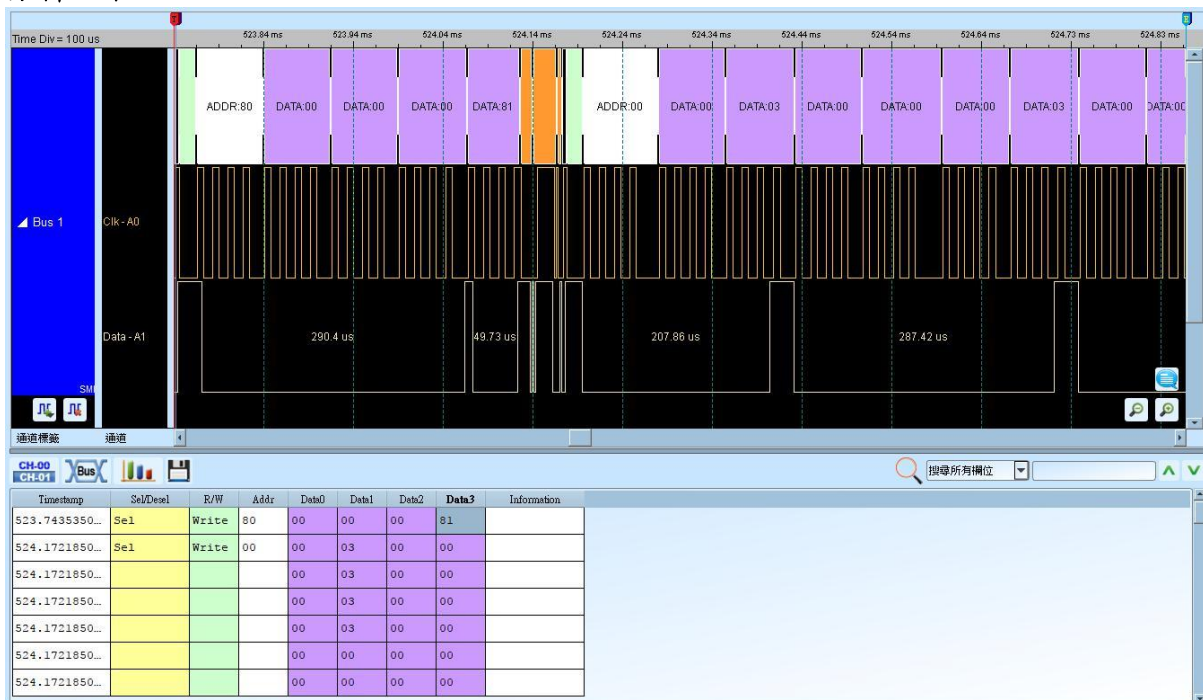 Time Div = 100 us
T
E
523.84 ms 523.94 ms 524.04 ms 524.14 ms 524.24 ms 524.34 ms 524.44 ms 524.54 ms 524.64 ms 524.73 ms 524.83 ms
ADDR:80 DATA:00 DATA:00 DATA:00 DATA:81 ADDR:00 DATA:00 DATA:03 DATA:00 DATA:00 DATA:00 DATA:03 DATA:00
Bus 1 Clk - A0
Data - A1 290.4 us 49.73 us 207.86 us 287.42 us
通道標籤 通道
CH-00 CH-01 Bus 搜尋所有欄位
Timestamp Sel/Desel R/W Addr Data0 Data1 Data2 Data3 Information
523.7435350... Sel Write 80 00 00 00 81
524.1721850... Sel Write 00 00 03 00 00
524.1721850... 00 03 00 00
524.1721850... 00 03 00 00
524.1721850... 00 03 00 00
524.1721850... 00 00 00 00
524.1721850... 00 00 00 00